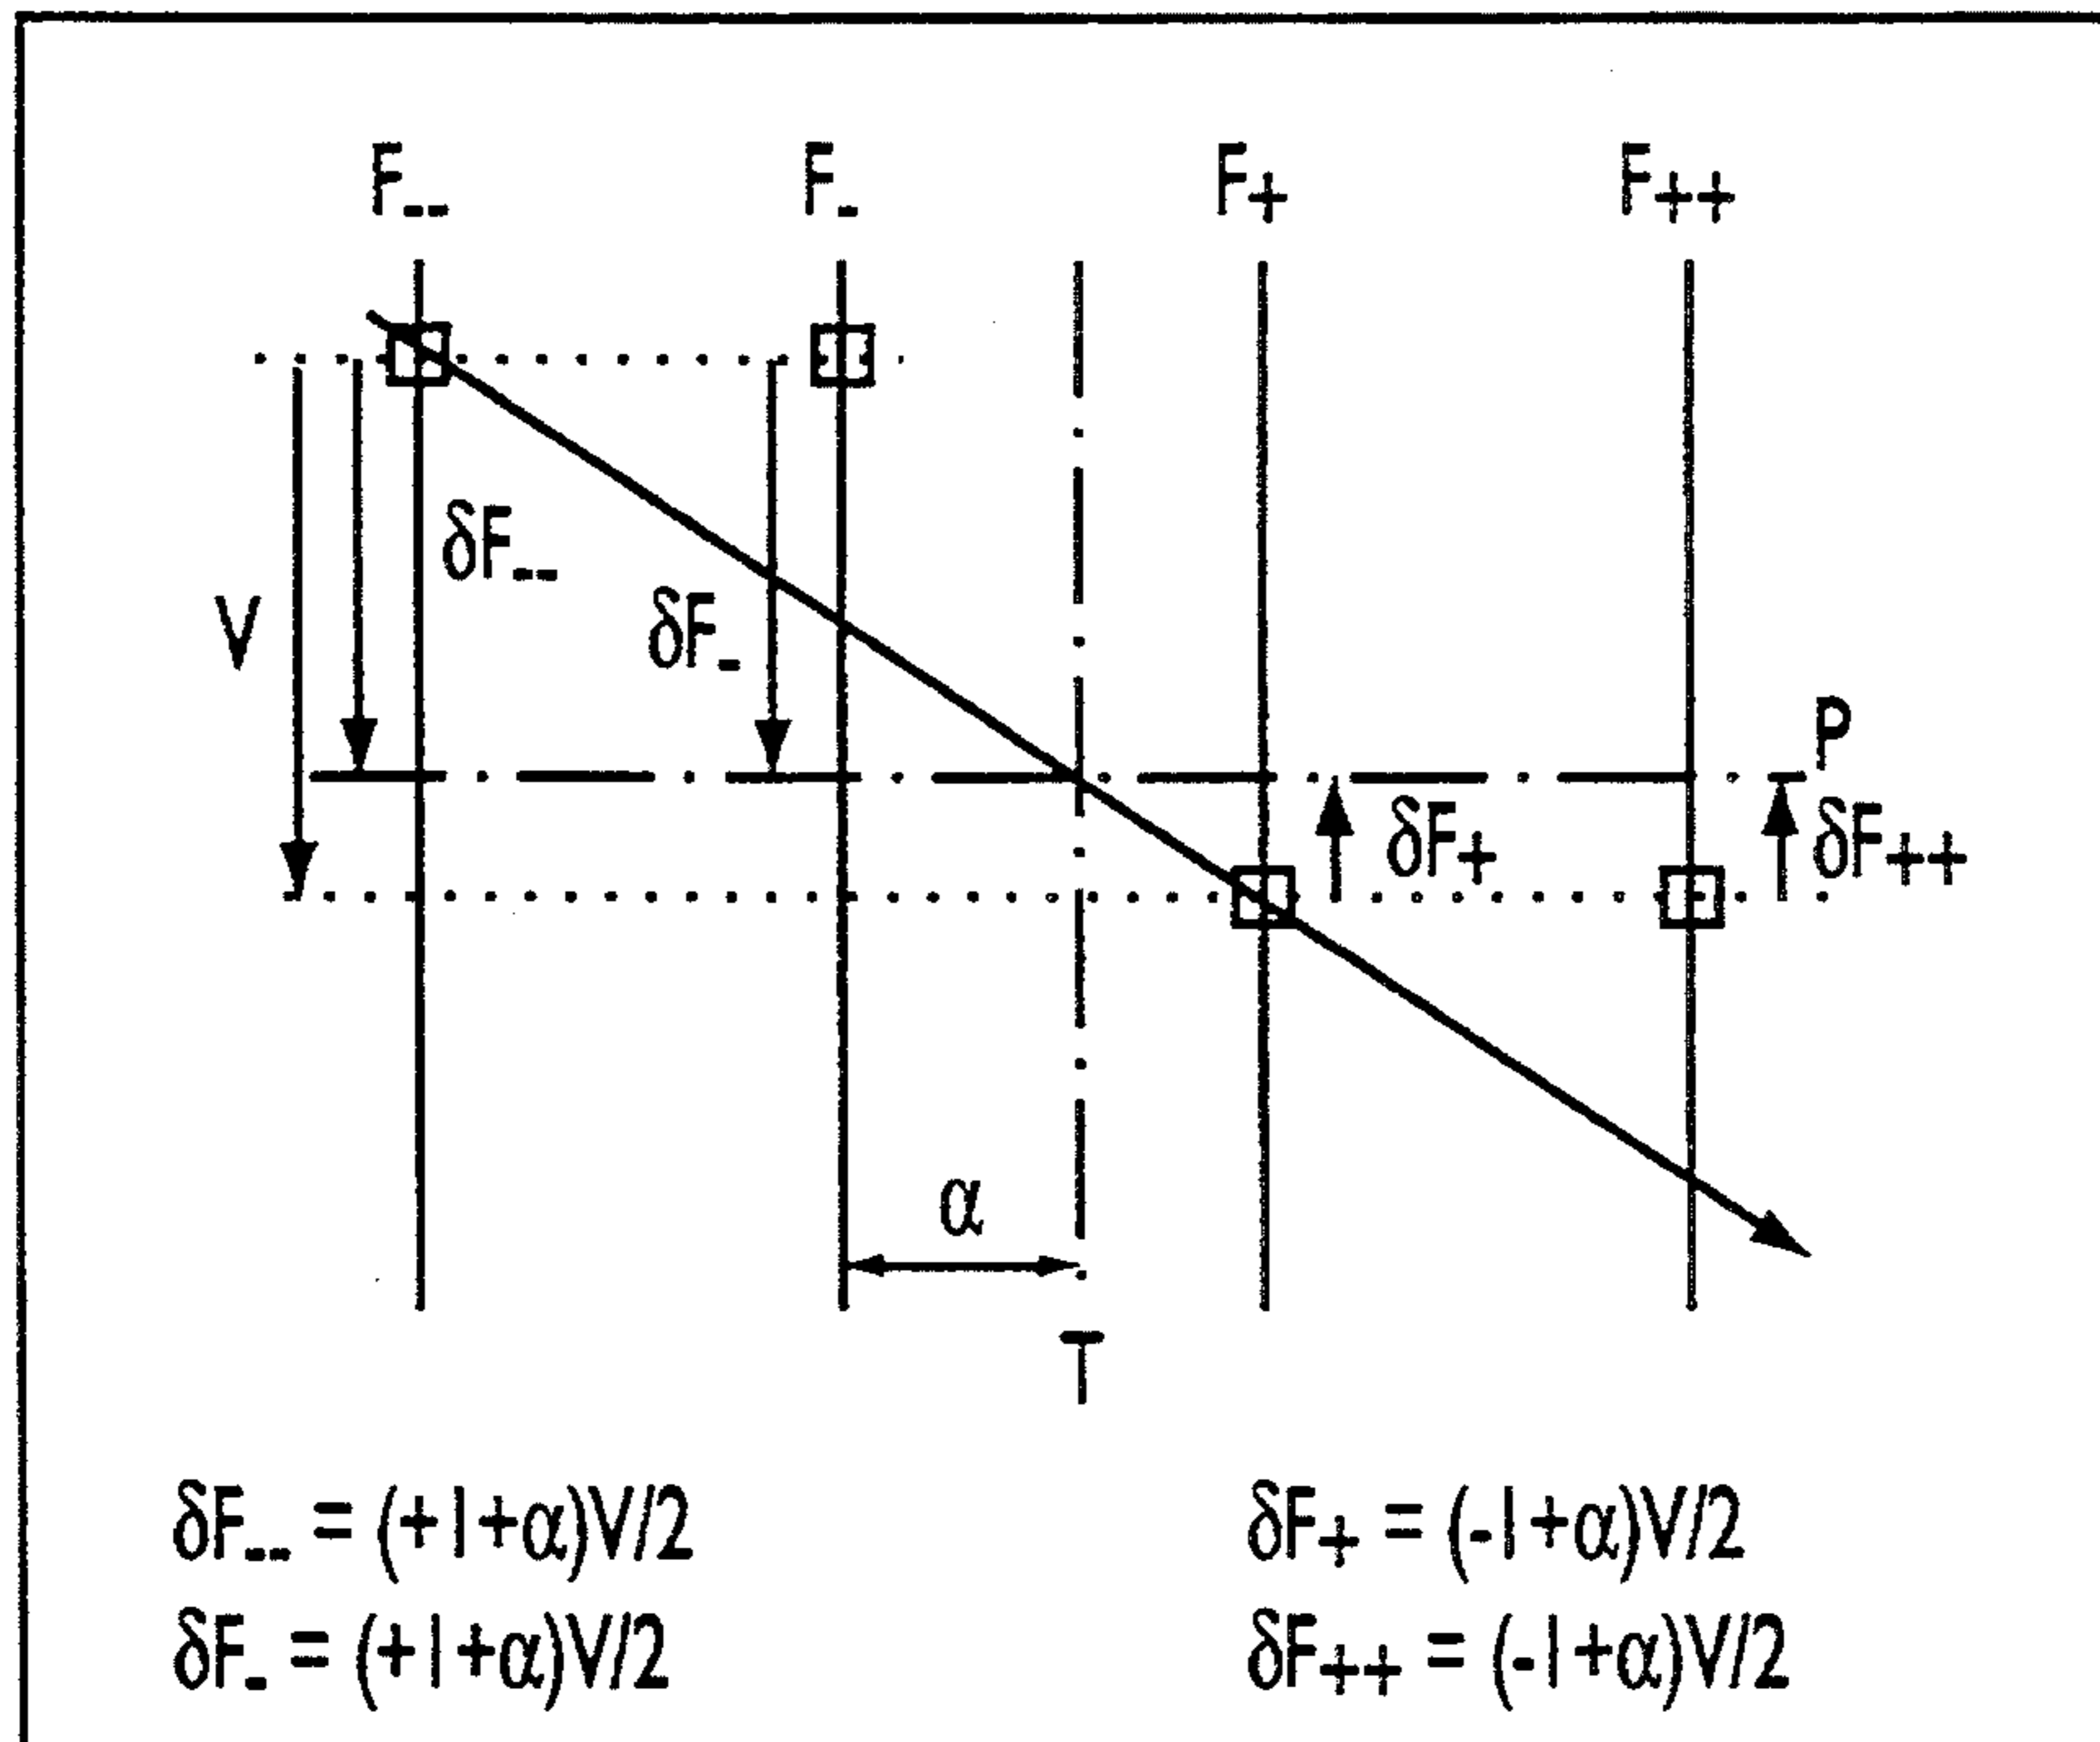 F-- F- F+ F++
δF--
V δF-
P
δF+ δF++
α
T
δF-- = (+1+α)V/2 δF+ = (-1+α)V/2
δF- = (+1+α)V/2 δF++ = (-1+α)V/2